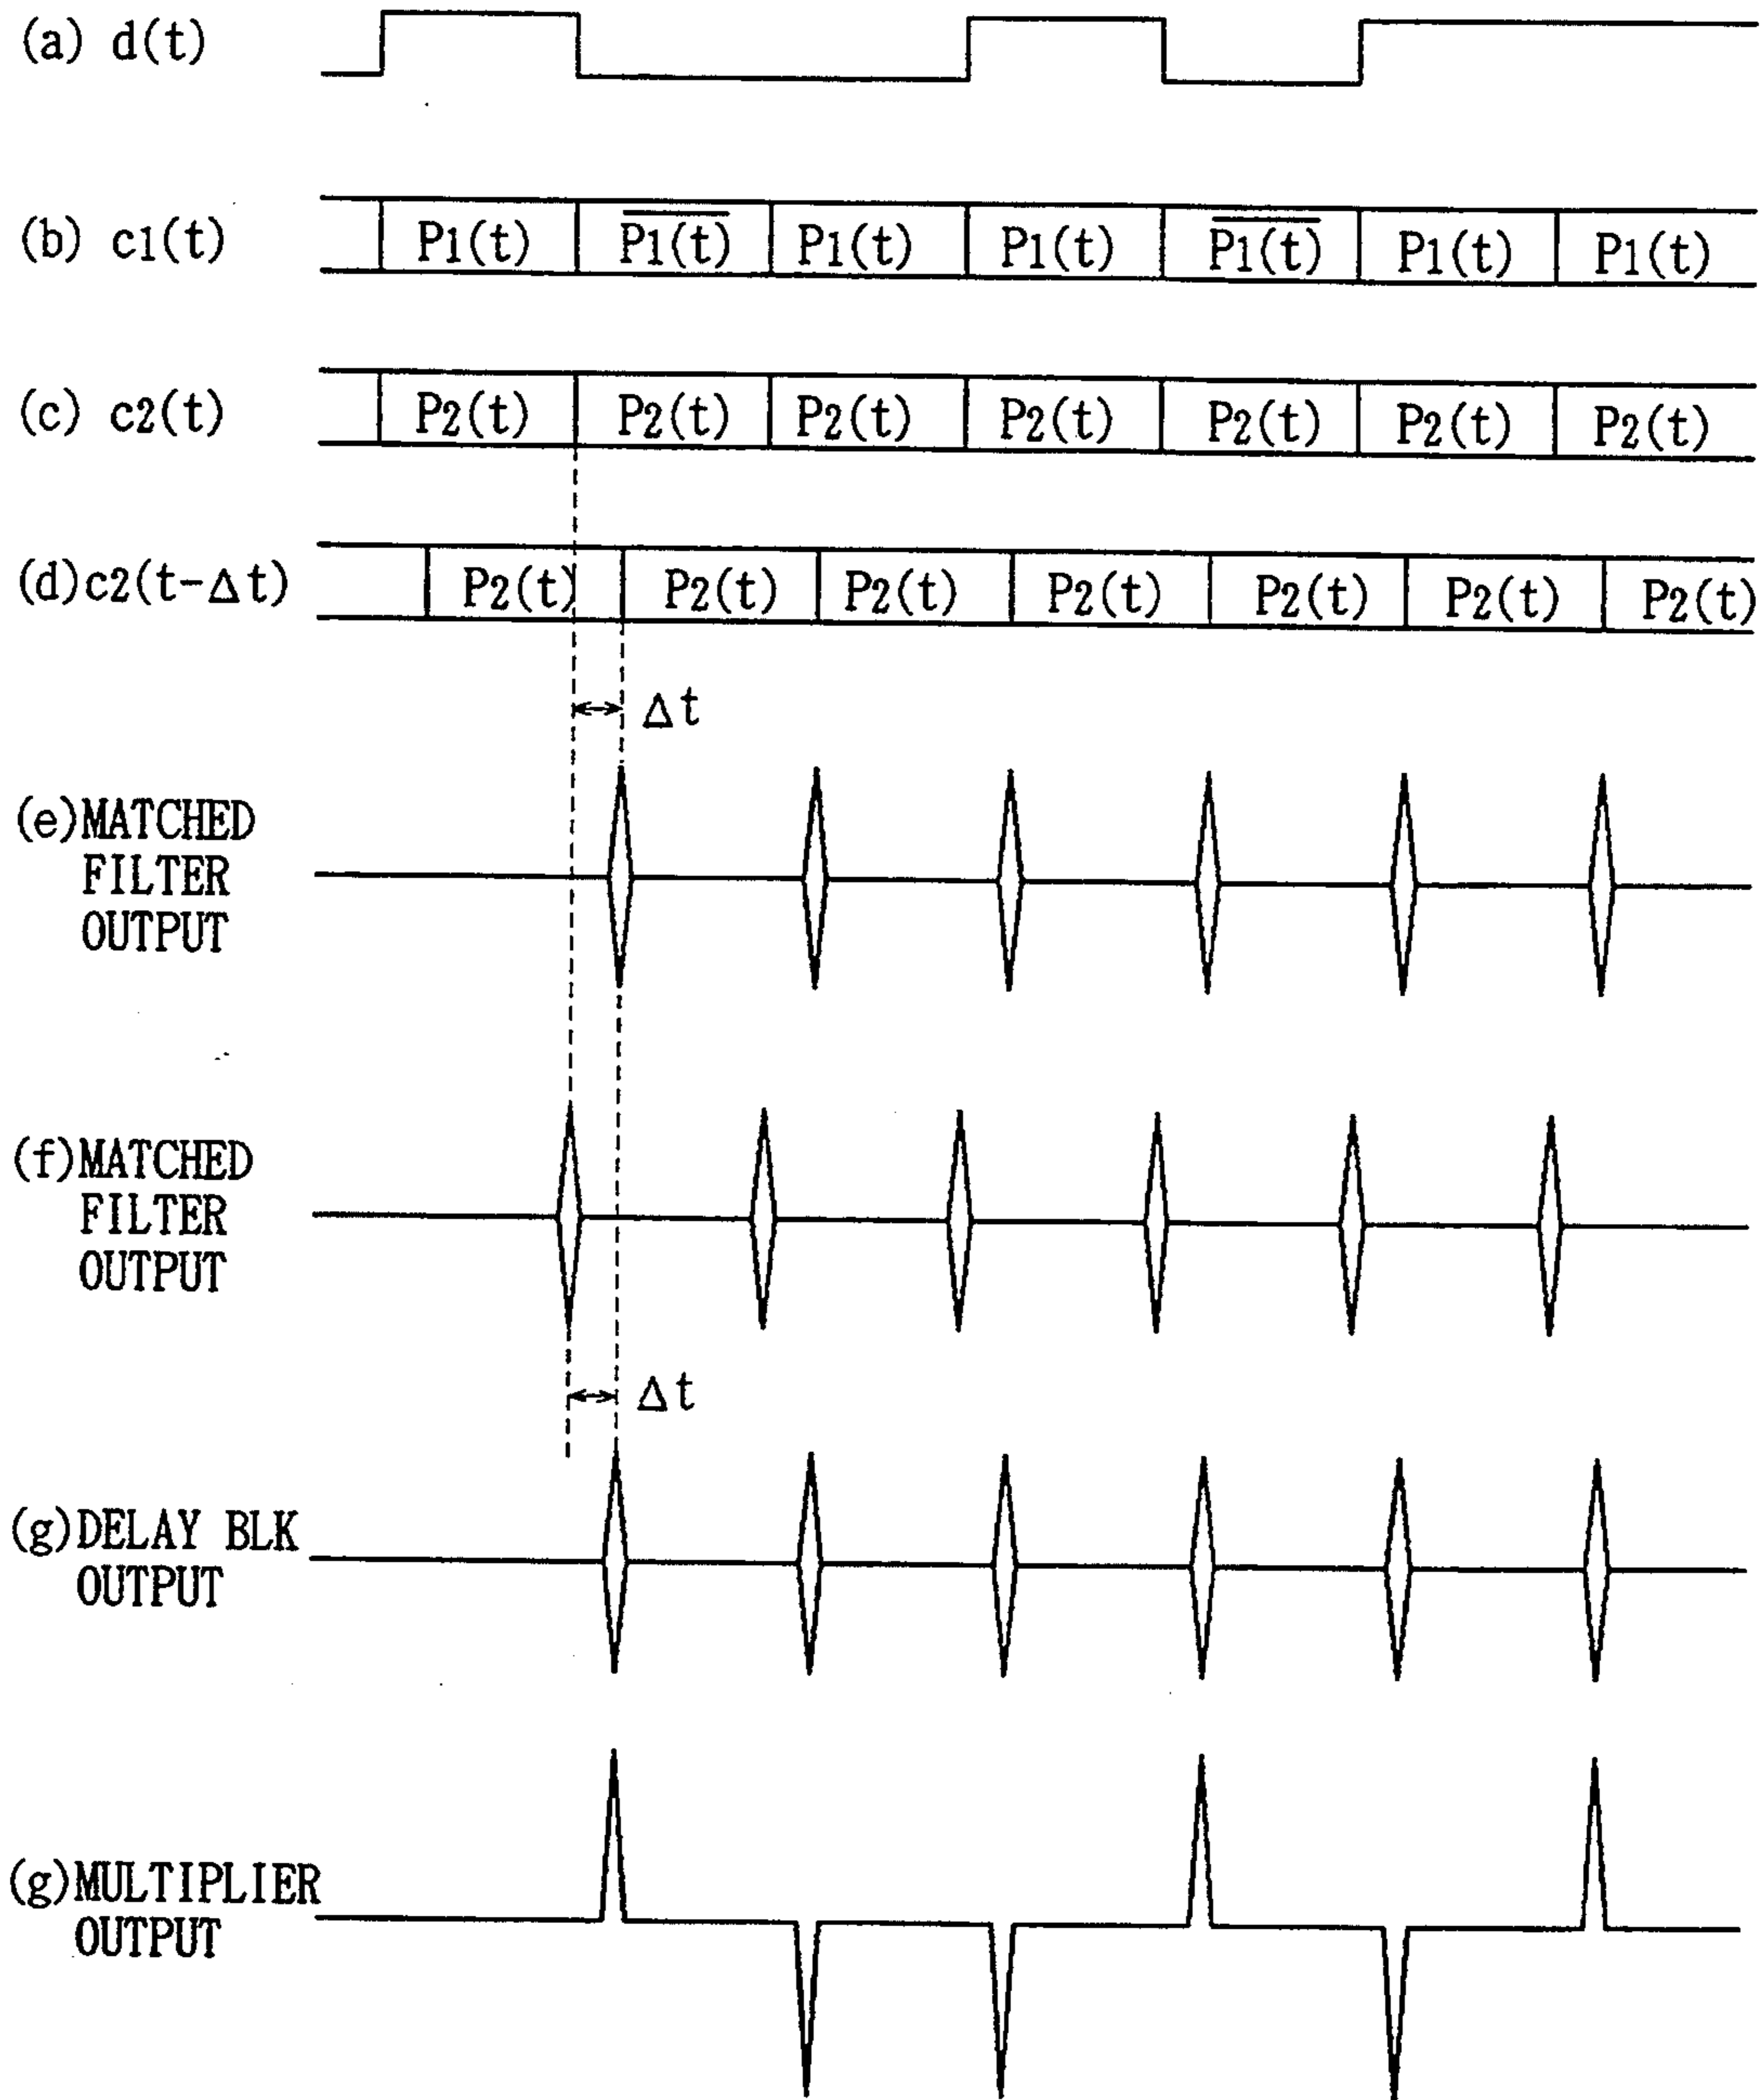 (a) d(t)
(b) c1(t) P1(t) P1(t) P1(t) P1(t) P1(t) P1(t) P1(t)
(c) c2(t) P2(t) P2(t) P2(t) P2(t) P2(t) P2(t) P2(t)
(d)c2(t-Δt) P2(t) P2(t) P2(t) P2(t) P2(t) P2(t) P2(t)
Δt
(e)MATCHED
FILTER
OUTPUT
(f)MATCHED
FILTER
OUTPUT
Δt
(g)DELAY BLK
OUTPUT
(g)MULTIPLIER
OUTPUT